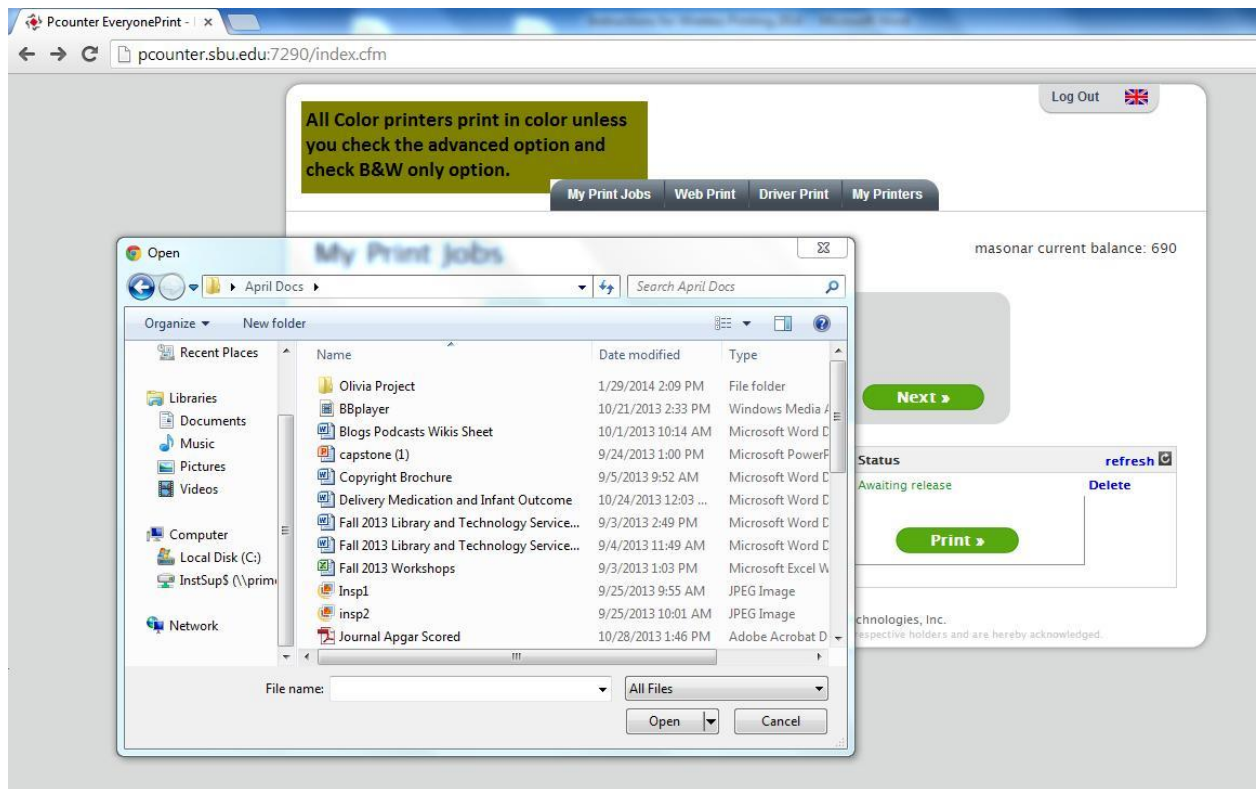 Pcounter EveryonePrint -
pcounter.sbu.edu:7290/index.cfm
Log Out
All Color printers print in color unless
you check the advanced option and
check B&W only option.
My Print Jobs Web Print Driver Print My Printers
masonar current balance: 690
Open
My Print Jobs
April Docs
Search April Docs
Organize New folder
Recent Places
Libraries
Documents
Music
Pictures
Videos
Computer
Local Disk (C:)
InstSup$ (\\prim
Network
Name Date modified Type
Olivia Project 1/29/2014 2:09 PM File folder
BBplayer 10/21/2013 2:33 PM Windows Media
Blogs Podcasts Wikis Sheet 10/1/2013 10:14 AM Microsoft Word D
capstone (1) 9/24/2013 1:00 PM Microsoft PowerP
Copyright Brochure 9/5/2013 9:52 AM Microsoft Word D
Delivery Medication and Infant Outcome 10/24/2013 12:03 ... Microsoft Word D
Fall 2013 Library and Technology Service... 9/3/2013 2:49 PM Microsoft Word D
Fall 2013 Library and Technology Service... 9/4/2013 11:49 AM Microsoft Word D
Fall 2013 Workshops 9/3/2013 1:03 PM Microsoft Excel W
Insp1 9/25/2013 9:55 AM JPEG Image
insp2 9/25/2013 10:01 AM JPEG Image
Journal Apgar Scored 10/28/2013 1:46 PM Adobe Acrobat D
File name: All Files
Open Cancel
Next »
Status refresh
Awaiting release Delete
Print »
chnologies, Inc.
respective holders and are hereby acknowledged.